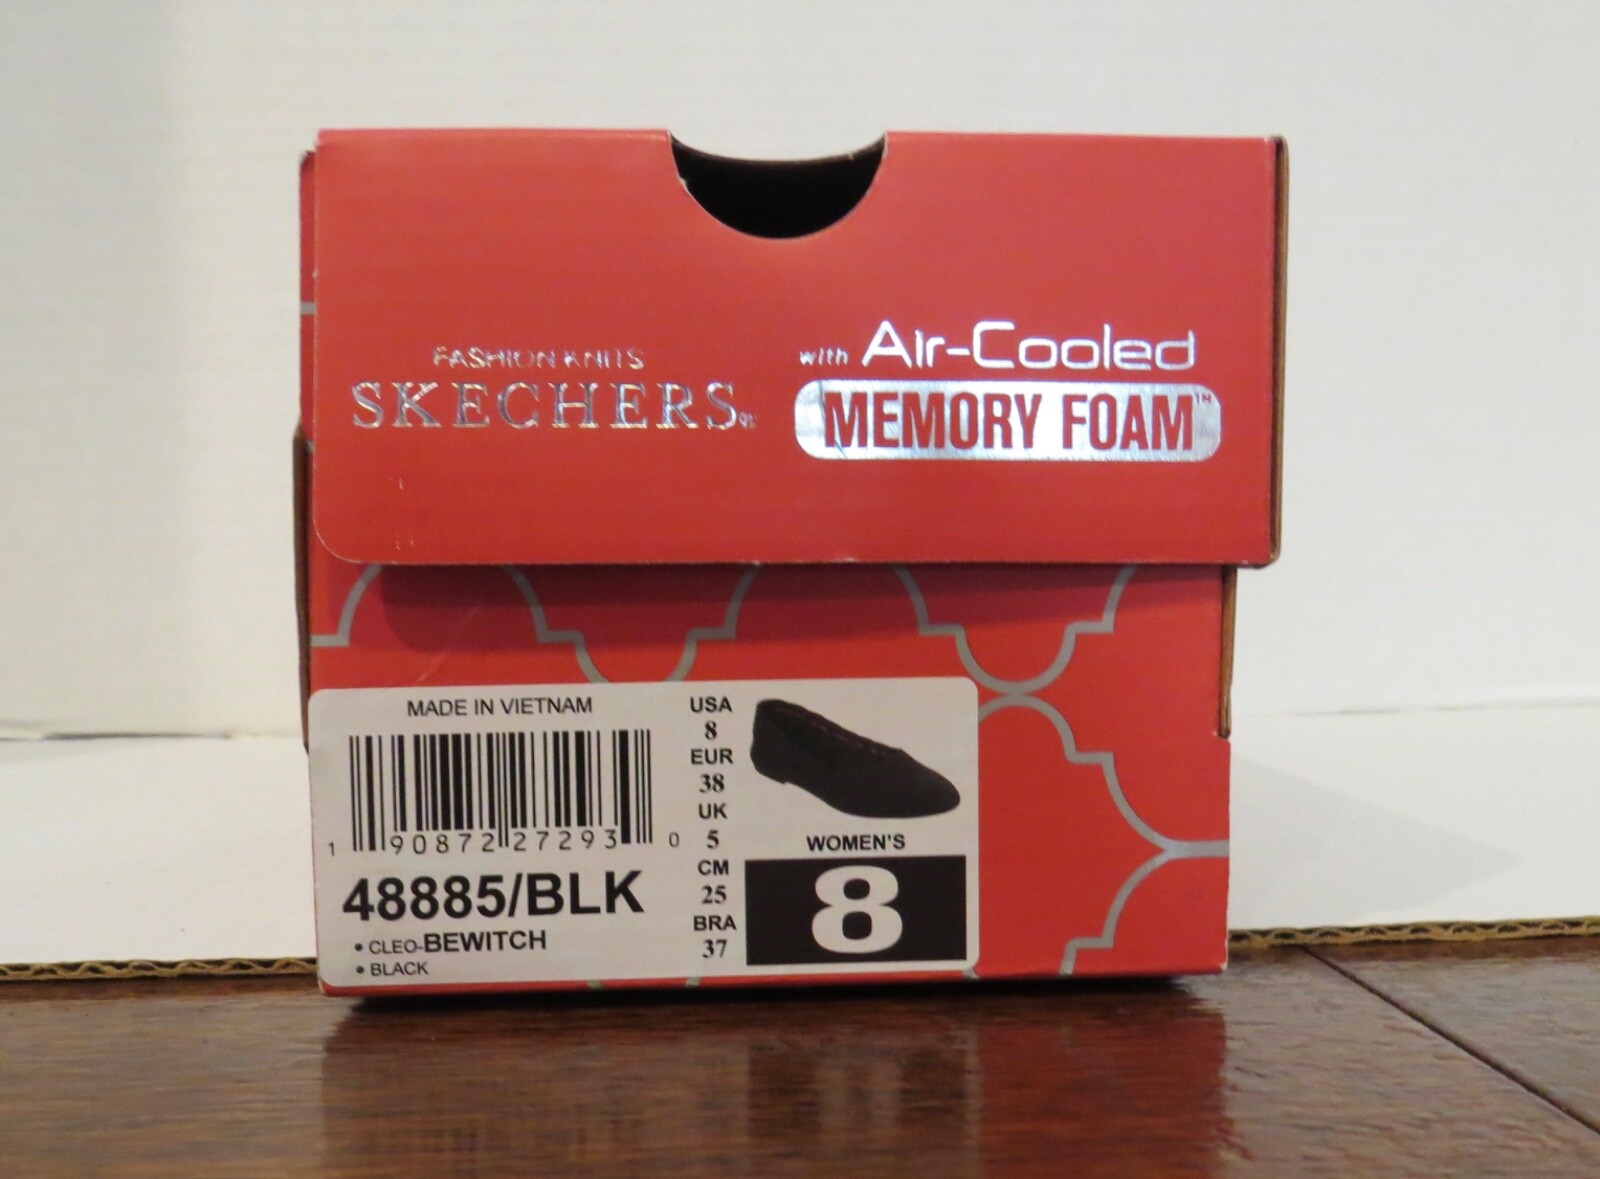 FASHION KNITS
SKECHERS
with Air-Cooled
MEMORY FOAM™
MADE IN VIETNAM
1 90872 27293 0
48885/BLK
• CLEO-BEWITCH
• BLACK
USA
8
EUR
38
UK
5
CM
25
BRA
37
WOMEN'S
8